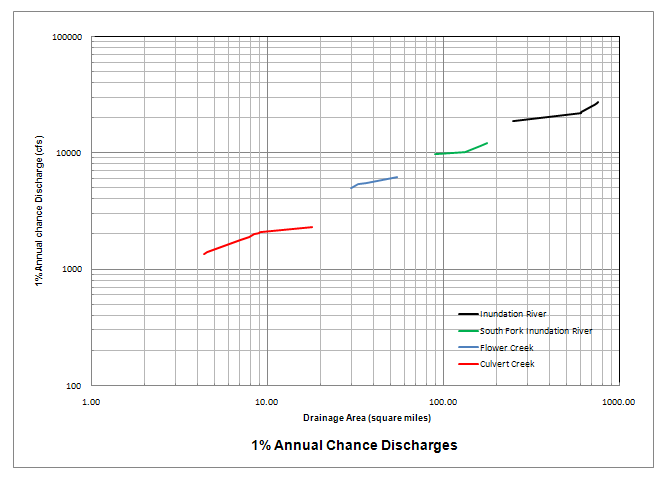 100000
10000
1000
100
1% Annual chance Discharge (cfs)
Inundation River
South Fork Inundation River
Flower Creek
Culvert Creek
1.00 10.00 100.00 1000.00
Drainage Area (square miles)
1% Annual Chance Discharges